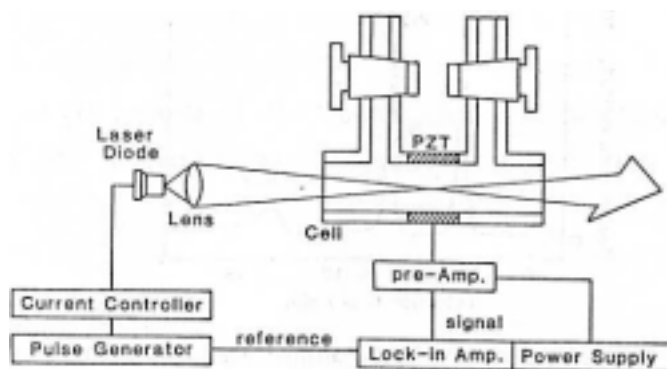 PZT
Laser
Diode
Lens
Cell
pre-Amp.
Current Controller
signal
reference
Pulse Generator
Lock-in Amp.
Power Supply